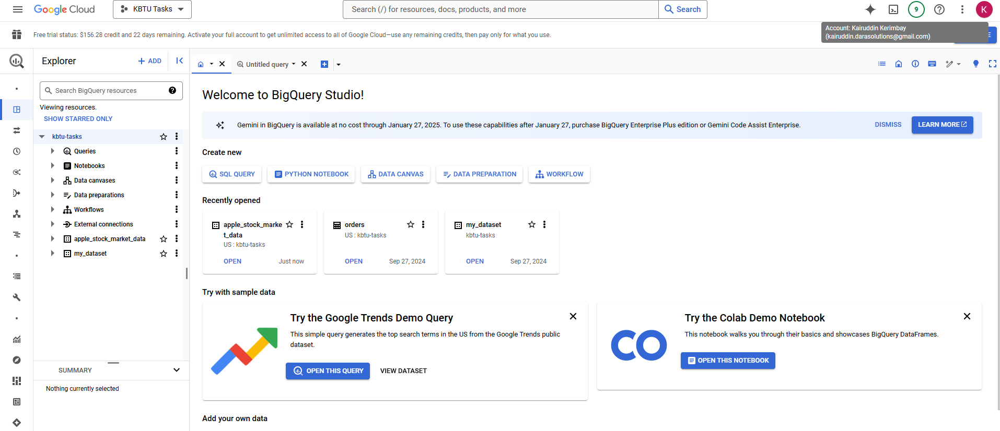 Google Cloud
KBTU Tasks
Search (/) for resources, docs, products, and more
Search
9
K
Free trial status: $156.28 credit and 22 days remaining. Activate your full account to get unlimited access to all of Google Cloud—use any remaining credits, then pay only for what you use.
Account: Kairuddin Kerimbay
(kairuddin.darasolutions@gmail.com)
E
Explorer
+ ADD
Untitled query
Search BigQuery resources
Viewing resources.
SHOW STARRED ONLY
kbtu-tasks
Queries
Notebooks
Data canvases
Data preparations
Workflows
External connections
apple_stock_market_data
my_dataset
SUMMARY
Nothing currently selected
Welcome to BigQuery Studio!
Gemini in BigQuery is available at no cost through January 27, 2025. To use these capabilities after January 27, purchase BigQuery Enterprise Plus edition or Gemini Code Assist Enterprise.
DISMISS
LEARN MORE
Create new
SQL QUERY
PYTHON NOTEBOOK
DATA CANVAS
DATA PREPARATION
WORKFLOW
Recently opened
apple_stock_marke
t_data
US : kbtu-tasks
OPEN
Just now
orders
US : kbtu-tasks
OPEN
Sep 27, 2024
my_dataset
kbtu-tasks
OPEN
Sep 27, 2024
Try with sample data
Try the Google Trends Demo Query
This simple query generates the top search terms in the US from the Google Trends public
dataset.
OPEN THIS QUERY
VIEW DATASET
Try the Colab Demo Notebook
This notebook walks you through their basics and showcases BigQuery DataFrames.
OPEN THIS NOTEBOOK
Add your own data